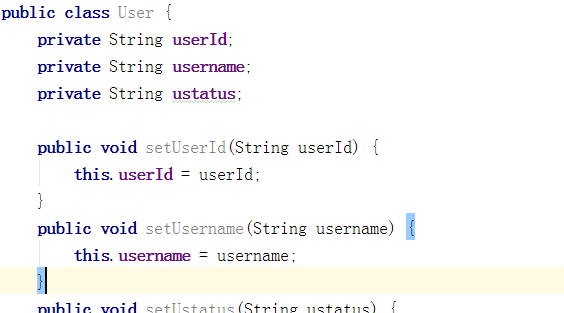 public class User {
private String userId;
private String username;
private String ustatus;
public void setUserId(String userId) {
this.userId = userId;
}
public void setUsername(String username) {
this.username = username;
}
public void setUstatus(String ustatus) {